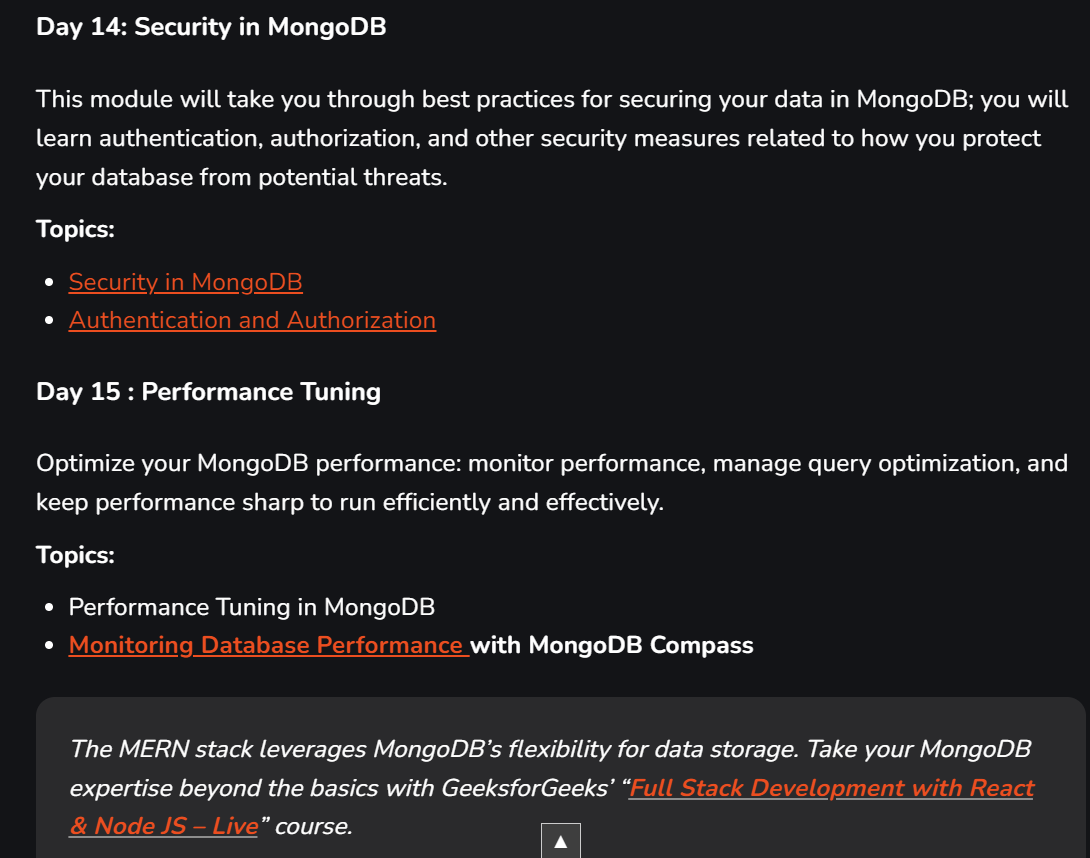 Day 14: Security in MongoDB
This module will take you through best practices for securing your data in MongoDB; you will
learn authentication, authorization, and other security measures related to how you protect
your database from potential threats.
Topics:
• Security in MongoDB
• Authentication and Authorization
Day 15 : Performance Tuning
Optimize your MongoDB performance: monitor performance, manage query optimization, and
keep performance sharp to run efficiently and effectively.
Topics:
• Performance Tuning in MongoDB
• Monitoring Database Performance with MongoDB Compass
The MERN stack leverages MongoDB’s flexibility for data storage. Take your MongoDB
expertise beyond the basics with GeeksforGeeks’ “Full Stack Development with React
& Node JS – Live” course.